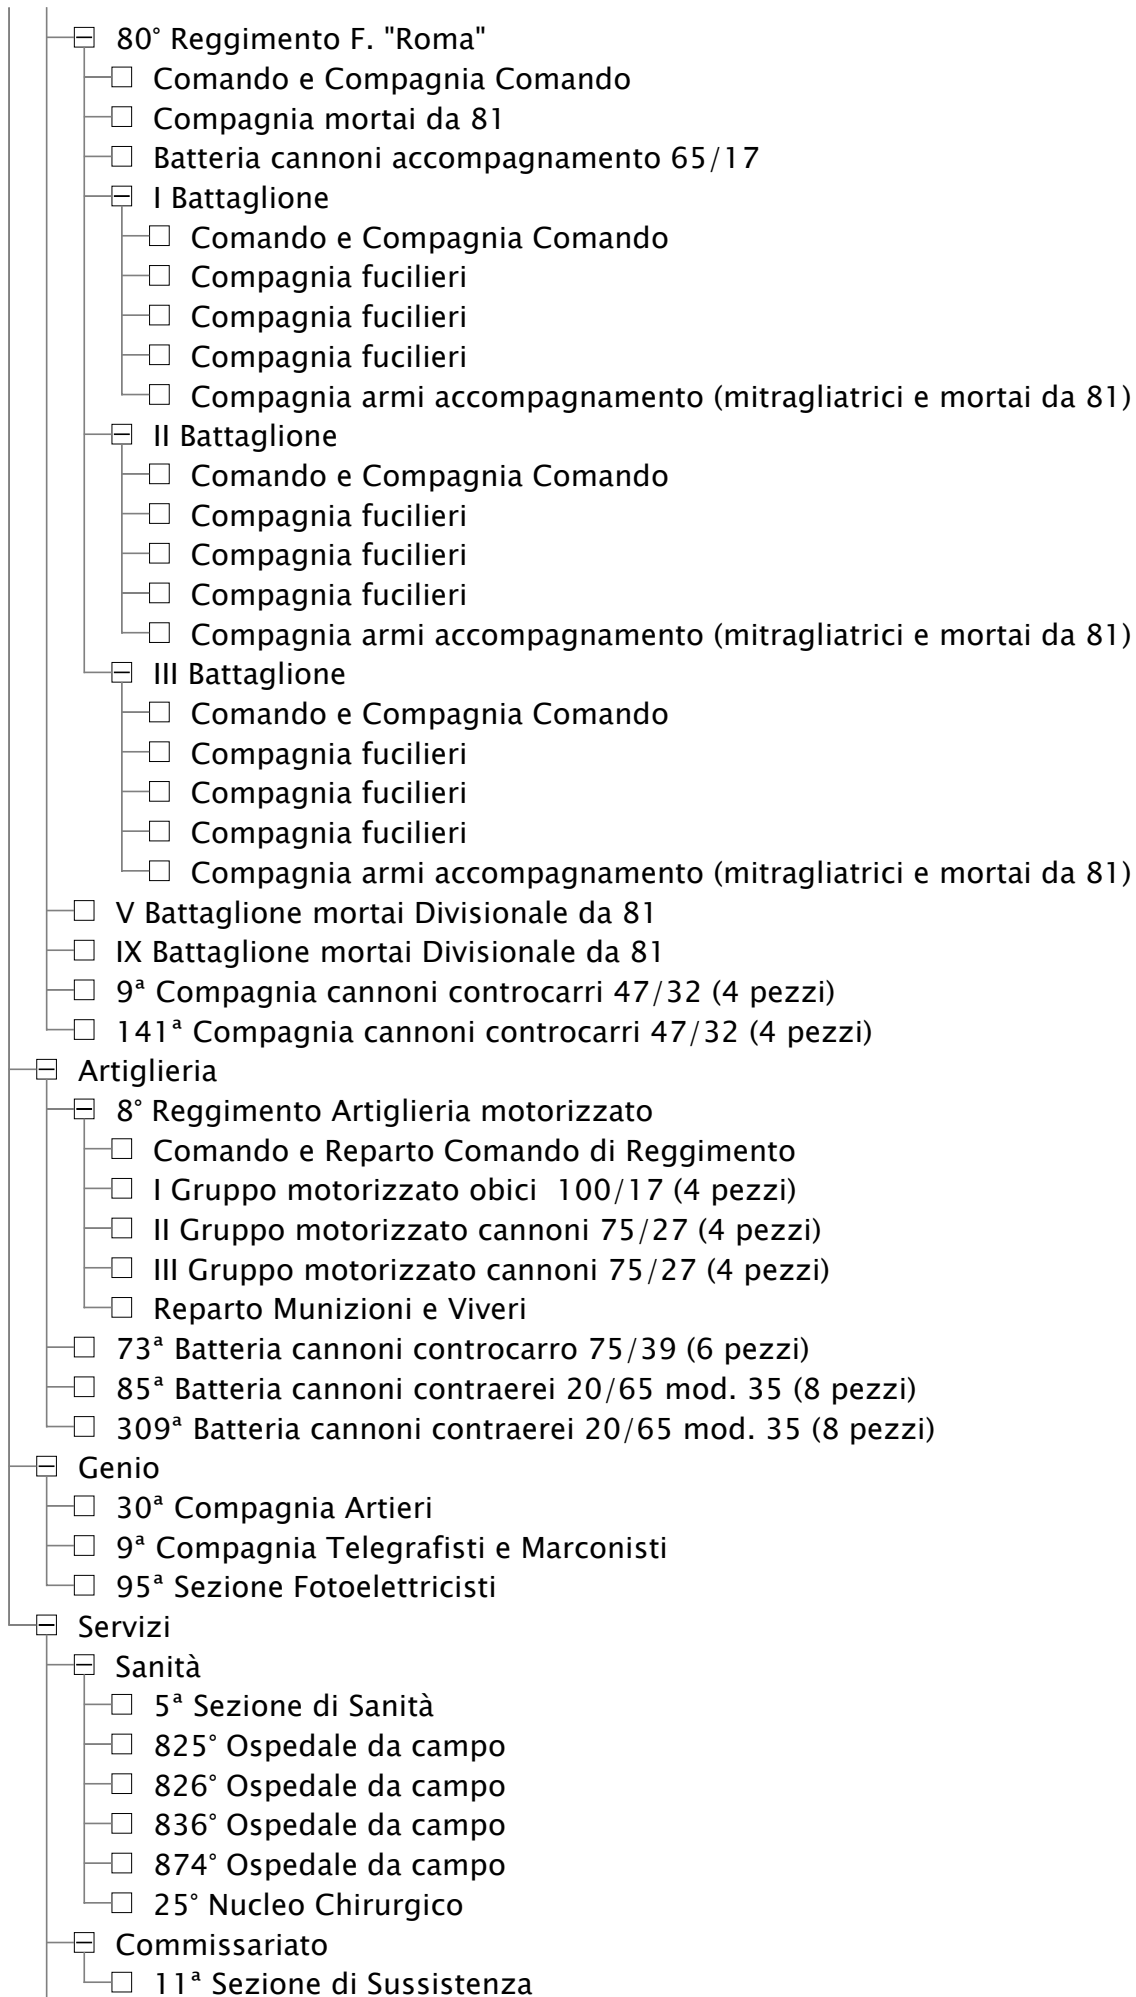 80° Reggimento F. "Roma"
Comando e Compagnia Comando
Compagnia mortai da 81
Batteria cannoni accompagnamento 65/17
I Battaglione
Comando e Compagnia Comando
Compagnia fucilieri
Compagnia fucilieri
Compagnia fucilieri
Compagnia armi accompagnamento (mitragliatrici e mortai da 81)
II Battaglione
Comando e Compagnia Comando
Compagnia fucilieri
Compagnia fucilieri
Compagnia fucilieri
Compagnia armi accompagnamento (mitragliatrici e mortai da 81)
III Battaglione
Comando e Compagnia Comando
Compagnia fucilieri
Compagnia fucilieri
Compagnia fucilieri
Compagnia armi accompagnamento (mitragliatrici e mortai da 81)
V Battaglione mortai Divisionale da 81
IX Battaglione mortai Divisionale da 81
9ª Compagnia cannoni controcarri 47/32 (4 pezzi)
141ª Compagnia cannoni controcarri 47/32 (4 pezzi)
Artiglieria
8° Reggimento Artiglieria motorizzato
Comando e Reparto Comando di Reggimento
I Gruppo motorizzato obici  100/17 (4 pezzi)
II Gruppo motorizzato cannoni 75/27 (4 pezzi)
III Gruppo motorizzato cannoni 75/27 (4 pezzi)
Reparto Munizioni e Viveri
73ª Batteria cannoni controcarro 75/39 (6 pezzi)
85ª Batteria cannoni contraerei 20/65 mod. 35 (8 pezzi)
309ª Batteria cannoni contraerei 20/65 mod. 35 (8 pezzi)
Genio
30ª Compagnia Artieri
9ª Compagnia Telegrafisti e Marconisti
95ª Sezione Fotoelettricisti
Servizi
Sanità
5ª Sezione di Sanità
825° Ospedale da campo
826° Ospedale da campo
836° Ospedale da campo
874° Ospedale da campo
25° Nucleo Chirurgico
Commissariato
11ª Sezione di Sussistenza